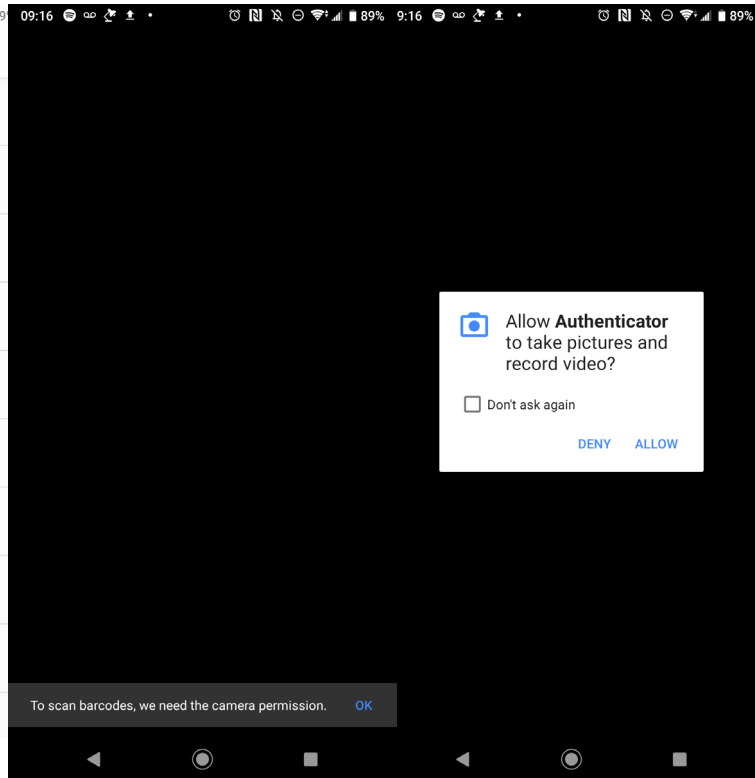 09:16
89%
To scan barcodes, we need the camera permission.
OK
9:16
89%
Allow Authenticator
to take pictures and
record video?
Don't ask again
DENY
ALLOW